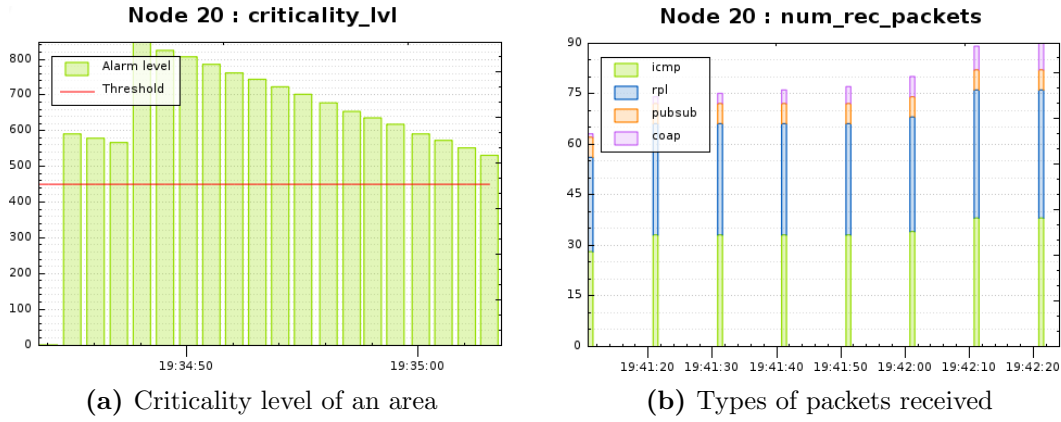 Node 20 : criticality_lvl
800
700
600
500
400
300
200
100
0
Alarm level
Threshold
19:34:50
19:35:00
(a) Criticality level of an area
Node 20 : num_rec_packets
90
75
60
45
30
15
0
icmp
rpl
pubsub
coap
19:41:20
19:41:30
19:41:40
19:41:50
19:42:00
19:42:10
19:42:20
(b) Types of packets received